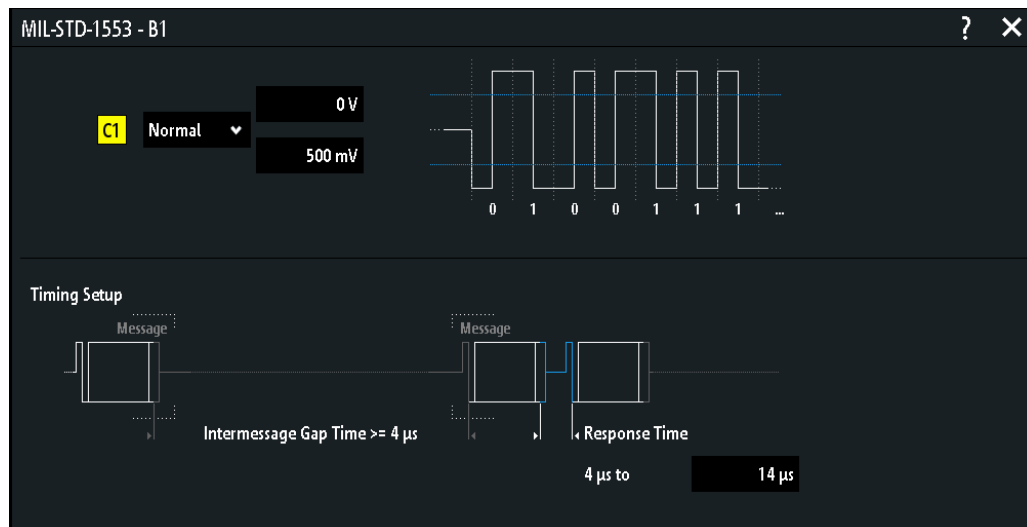 MIL-STD-1553 - B1 ? ×
0 V
C1 Normal
500 mV
0 1 0 0 1 1 1 ...
Timing Setup
Message Message
Intermessage Gap Time >= 4 µs Response Time
4 µs to 14 µs